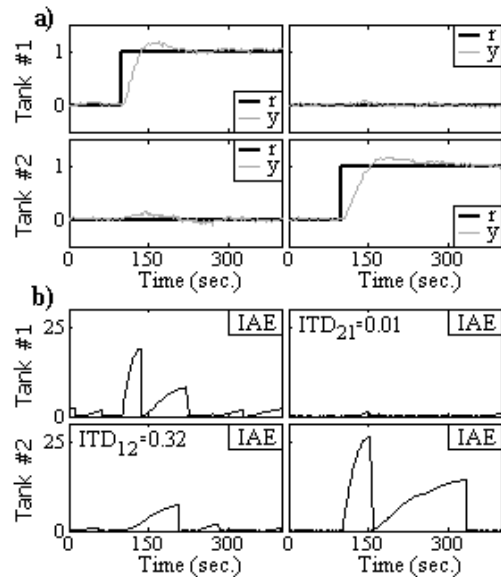 a)
Tank #1
1
0
r
y
r
y
Tank #2
1
0
r
y
r
y
0 150 300 0 150 300
Time (sec.) Time (sec.)
b)
Tank #1
25
0
IAE
ITD21=0.01 IAE
Tank #2
25
0
ITD12=0.32 IAE
IAE
0 150 300 0 150 300
Time (sec.) Time (sec.)